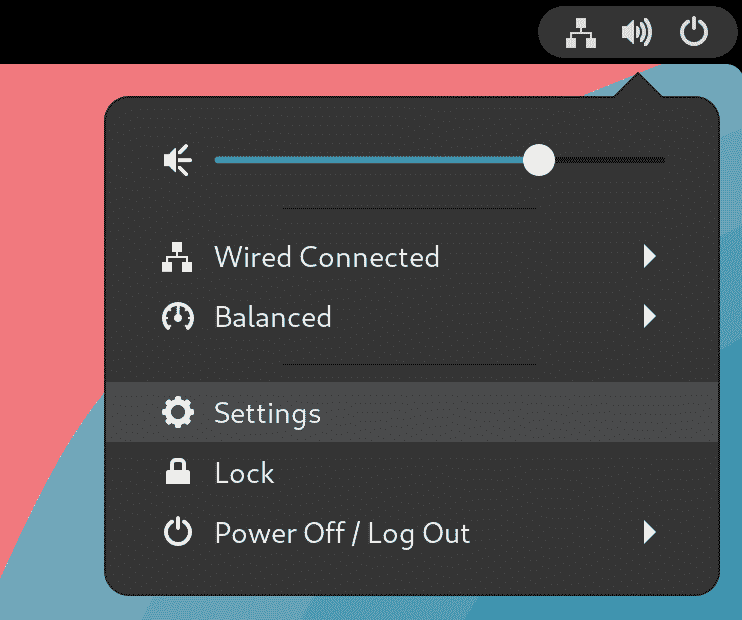 Wired Connected
Balanced
Settings
Lock
Power Off / Log Out